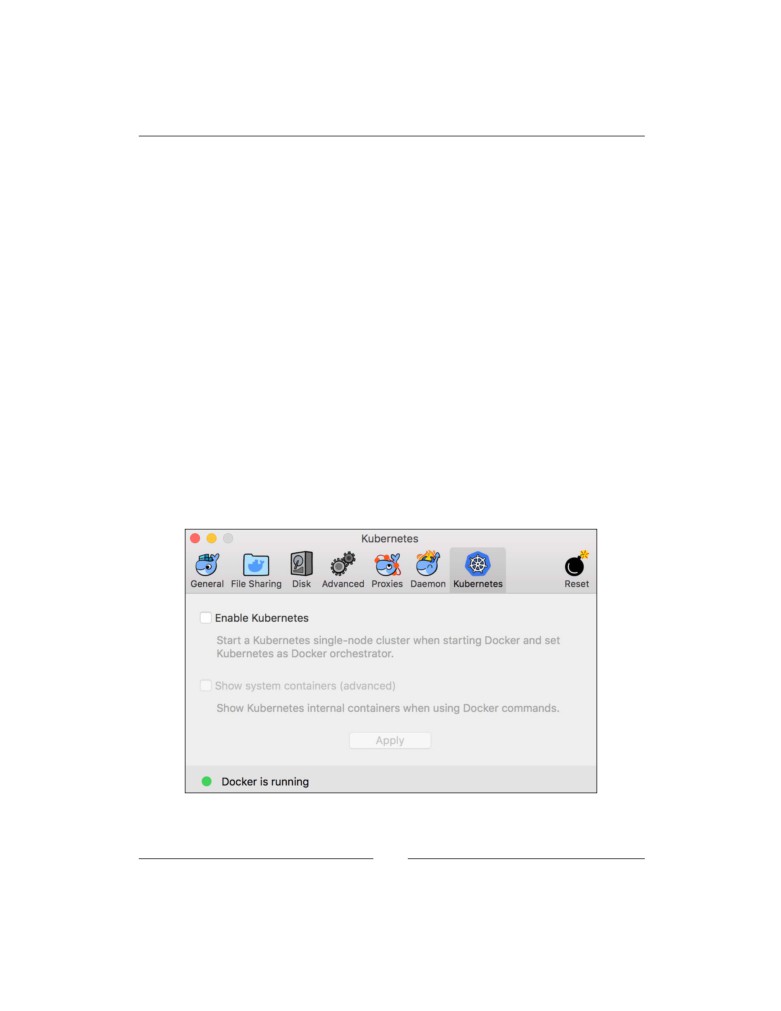 Kubernetes
General File Sharing Disk Advanced Proxies Daemon Kubernetes Reset
Enable Kubernetes
Start a Kubernetes single-node cluster when starting Docker and set
Kubernetes as Docker orchestrator.
Show system containers (advanced)
Show Kubernetes internal containers when using Docker commands.
Apply
Docker is running